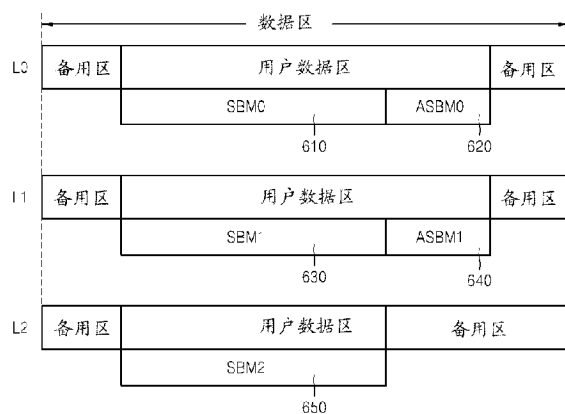 数据区
L0 备用区 用户数据区 备用区
SBM0 ASBM0
610 620
L1 备用区 用户数据区 备用区
SBM1 ASBM1
630 640
L2 备用区 用户数据区 备用区
SBM2
650